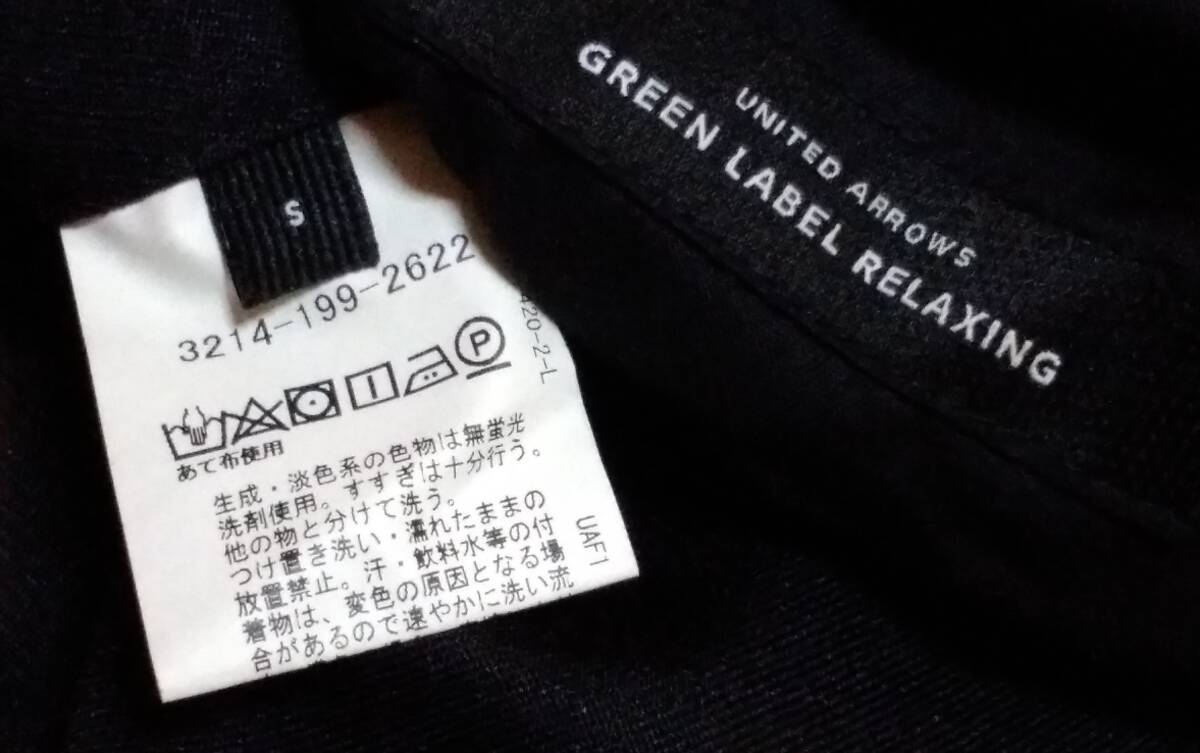 UNITED ARROWS
GREEN LABEL RELAXING
S
3214-199-2622
420-2-L
P
あて布使用
生成・淡色系の色物は無蛍光
洗剤使用。すすぎは十分行う。
他の物と分けて洗う。
つけ置き洗い・濡れたままの
放置禁止。汗・飲料水等の付
着物は、変色の原因となる場
合があるので速やかに洗い流
UAF1